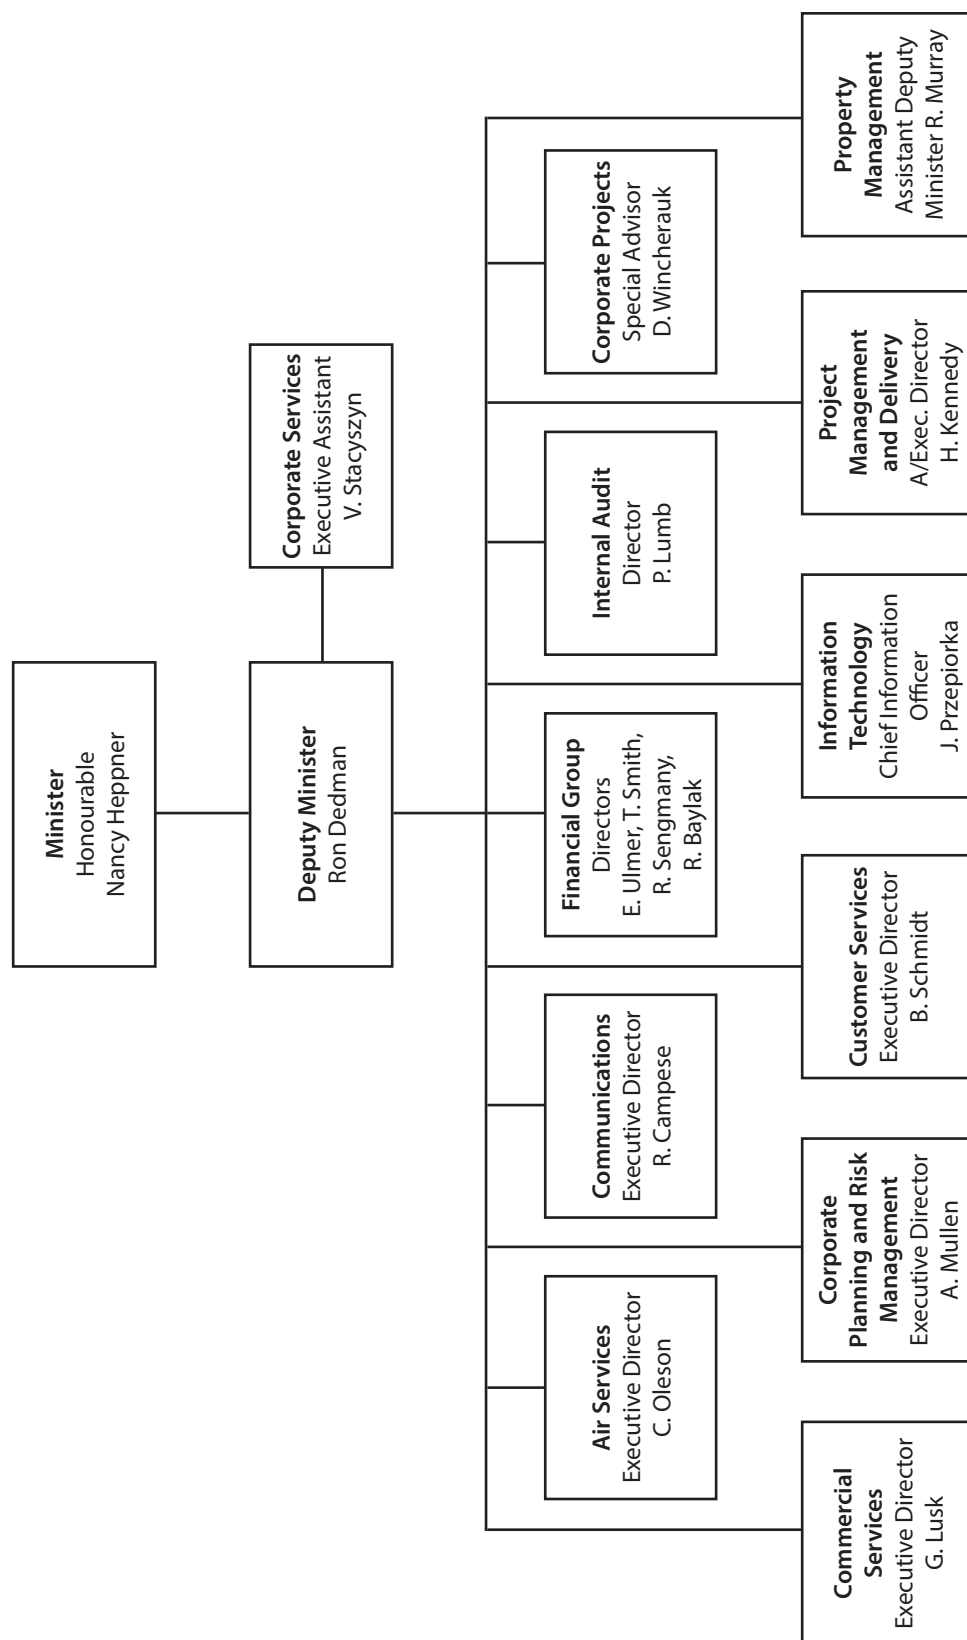 Minister
Honourable
Nancy Heppner
Deputy Minister
Ron Dedman
Corporate Services
Executive Assistant
V. Stacyszyn
Air Services
Executive Director
C. Oleson
Communications
Executive Director
R. Campese
Financial Group
Directors
E. Ulmer, T. Smith,
R. Sengmany,
R. Baylak
Internal Audit
Director
P. Lumb
Corporate Projects
Special Advisor
D. Wincherauk
Commercial
Services
Executive Director
G. Lusk
Corporate
Planning and Risk
Management
Executive Director
A. Mullen
Customer Services
Executive Director
B. Schmidt
Information
Technology
Chief Information
Officer
J. Przepiorka
Project
Management
and Delivery
A/Exec. Director
H. Kennedy
Property
Management
Assistant Deputy
Minister R. Murray